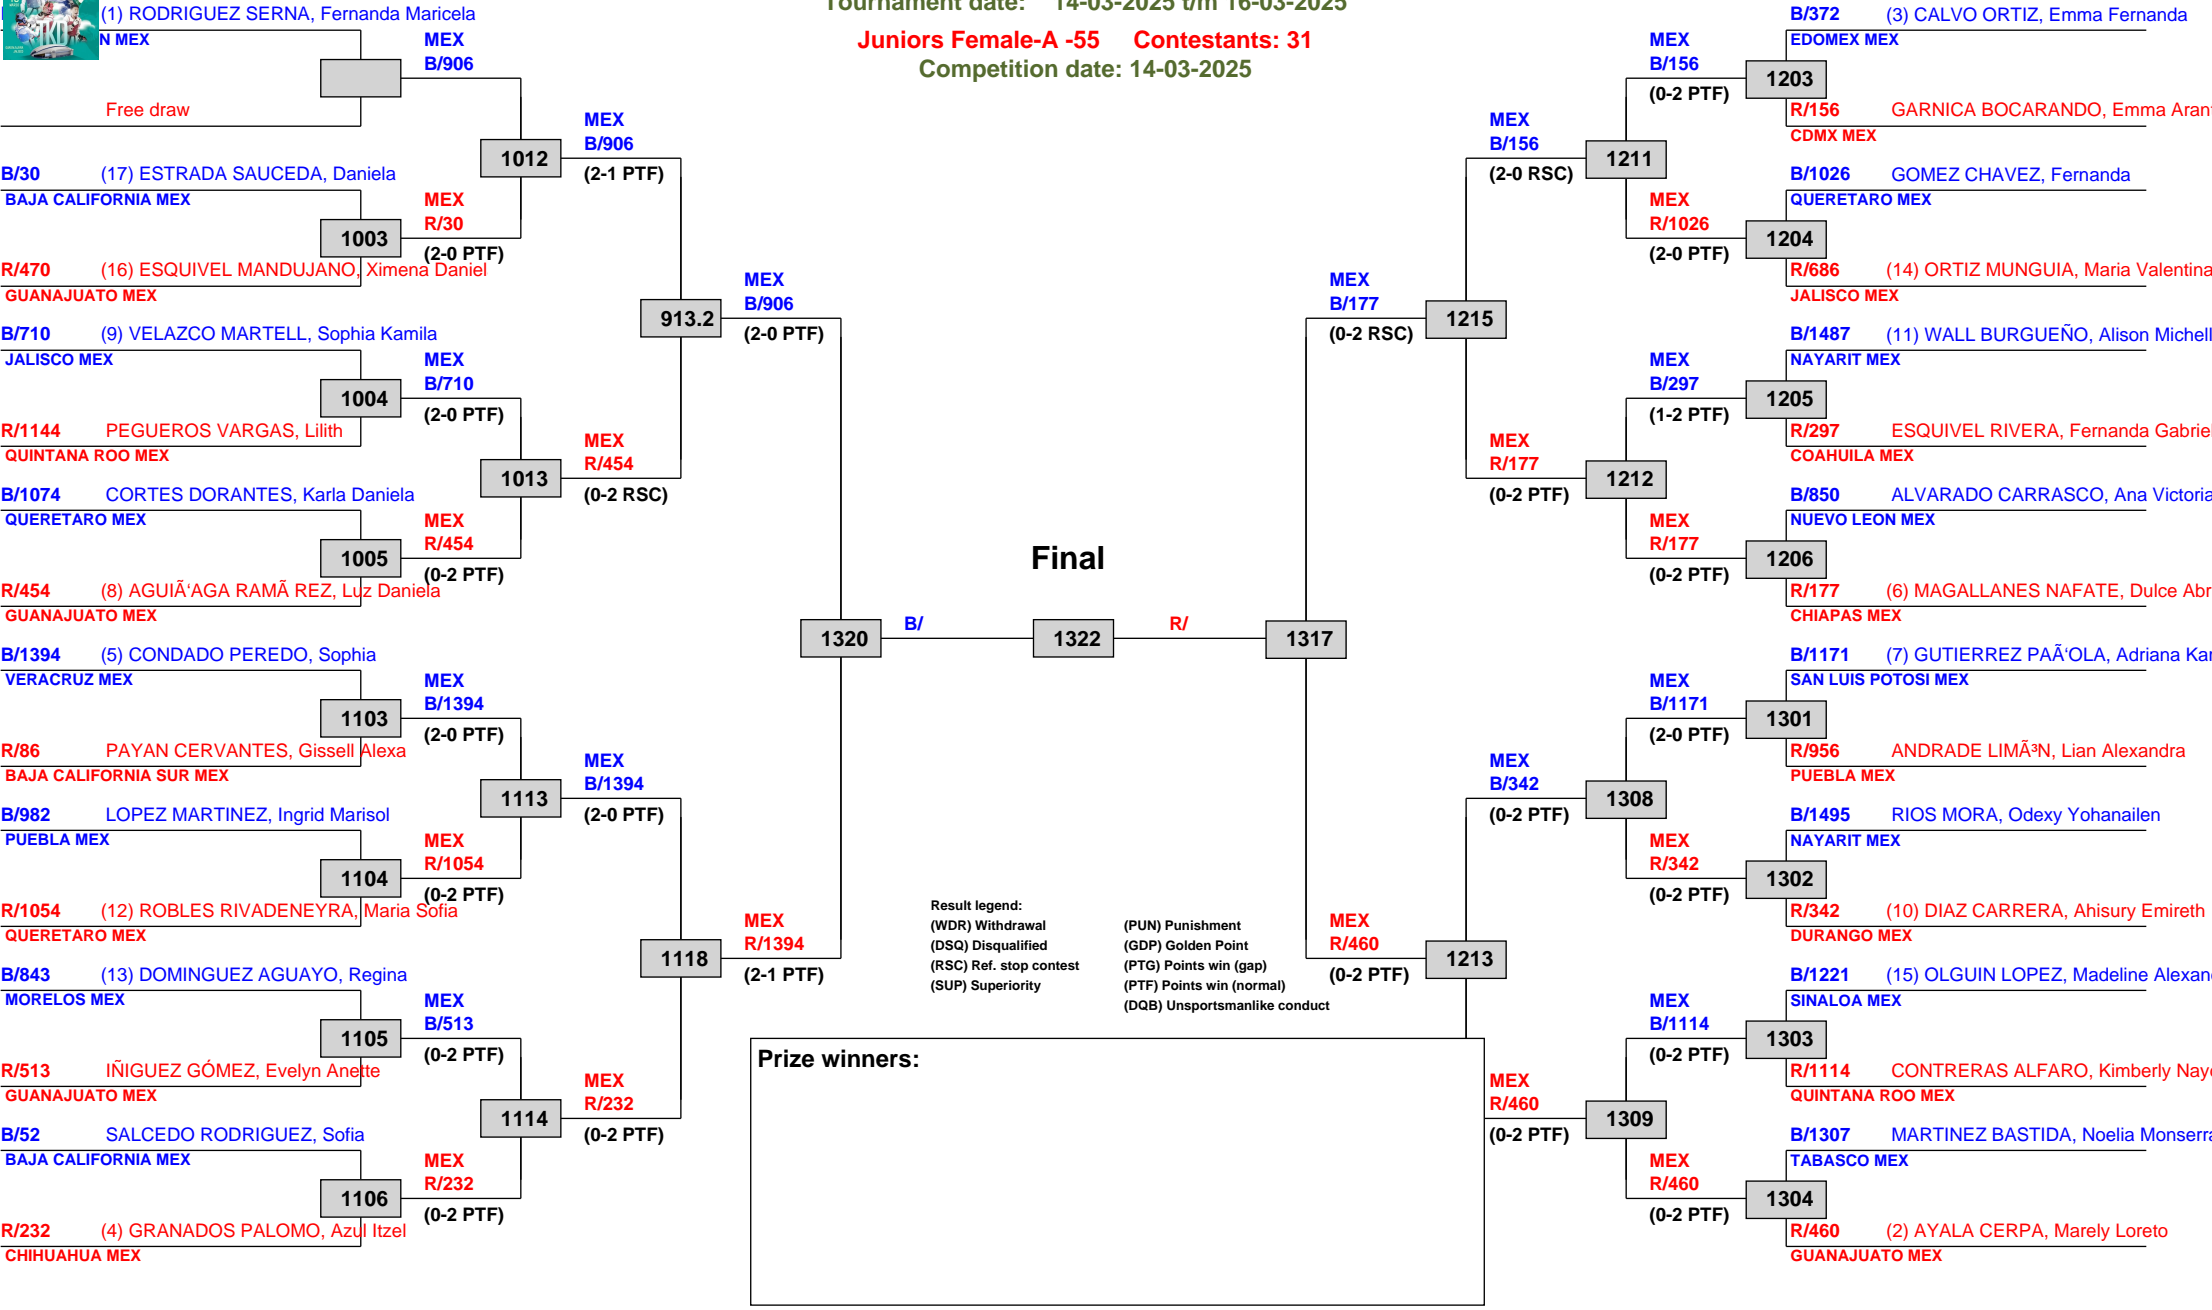 Tournament date: 14-03-2025 t/m 16-03-2025
Juniors Female-A -55 Contestants: 31
Competition date: 14-03-2025
TKD
(1) RODRIGUEZ SERNA, Fernanda Maricela
N MEX
Free draw
B/30 (17) ESTRADA SAUCEDA, Daniela
BAJA CALIFORNIA MEX
1003
R/470 (16) ESQUIVEL MANDUJANO, Ximena Daniel
GUANAJUATO MEX
B/710 (9) VELAZCO MARTELL, Sophia Kamila
JALISCO MEX
1004
R/1144 PEGUEROS VARGAS, Lilith
QUINTANA ROO MEX
B/1074 CORTES DORANTES, Karla Daniela
QUERETARO MEX
1005
R/454 (8) AGUIÃ‘AGA RAMÃ REZ, Luz Daniela
GUANAJUATO MEX
B/1394 (5) CONDADO PEREDO, Sophia
VERACRUZ MEX
1103
R/86 PAYAN CERVANTES, Gissell Alexa
BAJA CALIFORNIA SUR MEX
B/982 LOPEZ MARTINEZ, Ingrid Marisol
PUEBLA MEX
1104
R/1054 (12) ROBLES RIVADENEYRA, Maria Sofia
QUERETARO MEX
B/843 (13) DOMINGUEZ AGUAYO, Regina
MORELOS MEX
1105
R/513 IÑIGUEZ GÓMEZ, Evelyn Anette
GUANAJUATO MEX
B/52 SALCEDO RODRIGUEZ, Sofia
BAJA CALIFORNIA MEX
1106
R/232 (4) GRANADOS PALOMO, Azul Itzel
CHIHUAHUA MEX
MEX
B/906
1012
MEX
R/30
(2-0 PTF)
MEX
B/710
(2-0 PTF)
1013
MEX
R/454
(0-2 PTF)
MEX
B/1394
(2-0 PTF)
1113
MEX
R/1054
(0-2 PTF)
MEX
B/513
(0-2 PTF)
1114
MEX
R/232
(0-2 PTF)
MEX
B/906
(2-1 PTF)
913.2
MEX
R/454
(0-2 RSC)
MEX
B/1394
(2-0 PTF)
1118
MEX
R/232
(0-2 PTF)
MEX
B/906
(2-0 PTF)
1320
MEX
R/1394
(2-1 PTF)
Final
B/ 1322 R/
Result legend:
(WDR) Withdrawal (PUN) Punishment
(DSQ) Disqualified (GDP) Golden Point
(RSC) Ref. stop contest (PTG) Points win (gap)
(SUP) Superiority (PTF) Points win (normal)
(DQB) Unsportsmanlike conduct
Prize winners:
1317
MEX
B/177
(0-2 RSC)
MEX
R/460
(0-2 PTF)
MEX
B/156
(2-0 RSC)
1215
MEX
R/177
(0-2 PTF)
MEX
B/342
(0-2 PTF)
1213
MEX
R/460
(0-2 PTF)
MEX
B/156
(0-2 PTF)
1211
MEX
R/1026
(2-0 PTF)
MEX
B/297
(1-2 PTF)
1212
MEX
R/177
(0-2 PTF)
MEX
B/1171
(2-0 PTF)
1308
MEX
R/342
(0-2 PTF)
MEX
B/1114
(0-2 PTF)
1309
MEX
R/460
(0-2 PTF)
B/372 (3) CALVO ORTIZ, Emma Fernanda
EDOMEX MEX
1203
R/156 GARNICA BOCARANDO, Emma Aran
CDMX MEX
B/1026 GOMEZ CHAVEZ, Fernanda
QUERETARO MEX
1204
R/686 (14) ORTIZ MUNGUIA, Maria Valentina
JALISCO MEX
B/1487 (11) WALL BURGUEÑO, Alison Michell
NAYARIT MEX
1205
R/297 ESQUIVEL RIVERA, Fernanda Gabrie
COAHUILA MEX
B/850 ALVARADO CARRASCO, Ana Victoria
NUEVO LEON MEX
1206
R/177 (6) MAGALLANES NAFATE, Dulce Abr
CHIAPAS MEX
B/1171 (7) GUTIERREZ PAÃ‘OLA, Adriana Kar
SAN LUIS POTOSI MEX
1301
R/956 ANDRADE LIMÃ³N, Lian Alexandra
PUEBLA MEX
B/1495 RIOS MORA, Odexy Yohanailen
NAYARIT MEX
1302
R/342 (10) DIAZ CARRERA, Ahisury Emireth
DURANGO MEX
B/1221 (15) OLGUIN LOPEZ, Madeline Alexan
SINALOA MEX
1303
R/1114 CONTRERAS ALFARO, Kimberly Nay
QUINTANA ROO MEX
B/1307 MARTINEZ BASTIDA, Noelia Monserra
TABASCO MEX
1304
R/460 (2) AYALA CERPA, Marely Loreto
GUANAJUATO MEX